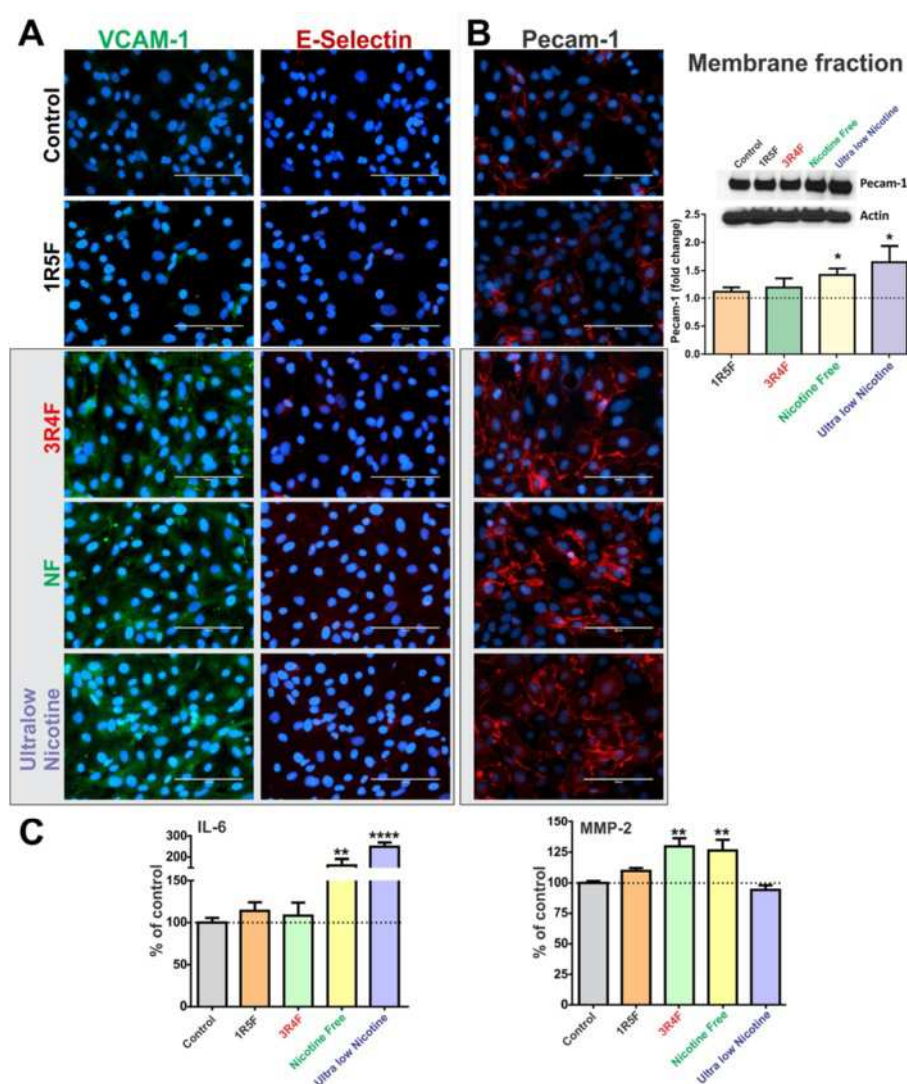 A
VCAM-1
E-Selectin
B
Pecam-1
Membrane fraction
Control
1R5F
3R4F
NF
Ultralow
Nicotine
Control
1R5F
3R4F
Nicotine Free
Ultra low Nicotine
Pecam-1
Actin
Pecam-1 (fold change)
2.5
2.0
1.5
1.0
0.5
0.0
*
*
1R5F
3R4F
Nicotine Free
Ultra low Nicotine
C
IL-6
% of control
300
200
150
100
50
0
**
****
Control
1R5F
3R4F
Nicotine Free
Ultra low Nicotine
MMP-2
% of control
150
125
100
75
50
25
0
**
**
Control
1R5F
3R4F
Nicotine Free
Ultra low Nicotine